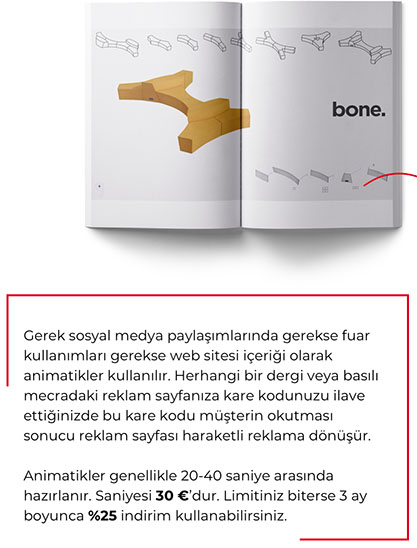 bone.
Gerek sosyal medya paylaşımlarında gerekse fuar
kullanımları gerekse web sitesi içeriği olarak
animatikler kullanılır. Herhangi bir dergi veya basılı
mecradaki reklam sayfanıza kare kodunuzu ilave
ettiğinizde bu kare kodu müşterin okutması
sonucu reklam sayfası haraketli reklama dönüşür.
Animatikler genellikle 20-40 saniye arasında
hazırlanır. Saniyesi 30 €'dur. Limitiniz biterse 3 ay
boyunca %25 indirim kullanabilirsiniz.